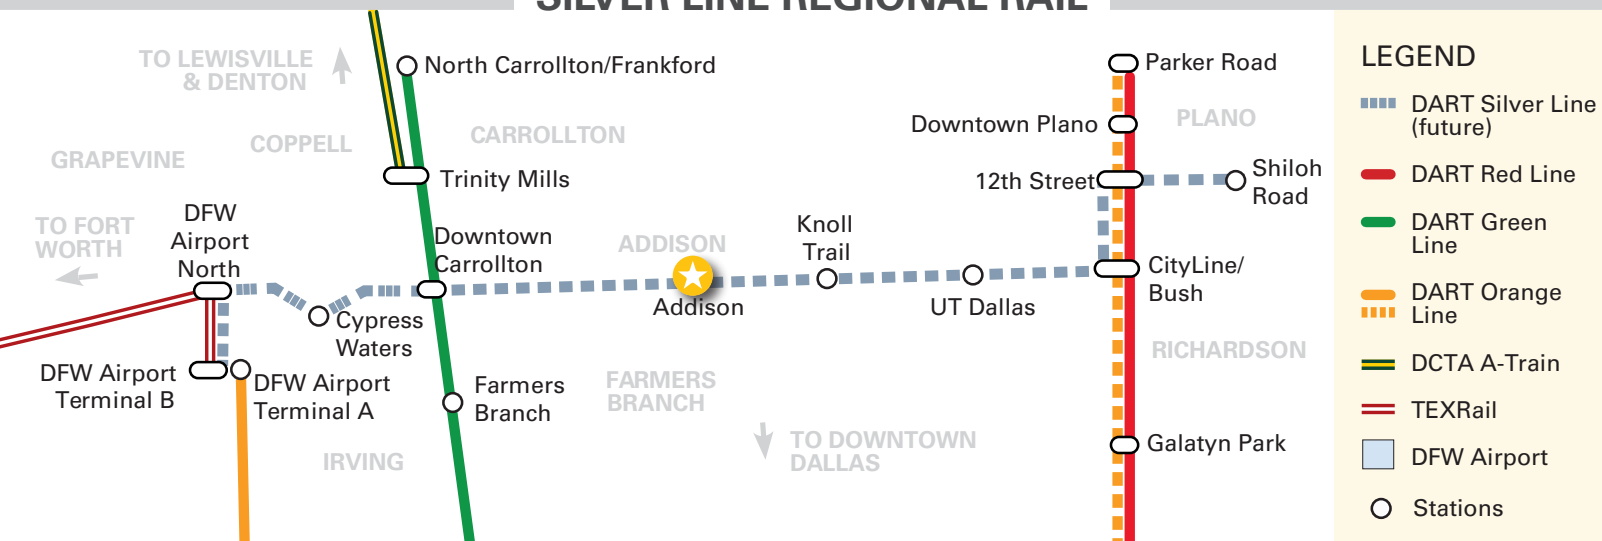 SILVER LINE REGIONAL RAIL
TO LEWISVILLE
& DENTON
North Carrollton/Frankford
COPPELL
CARROLLTON
GRAPEVINE
Trinity Mills
TO FORT
WORTH
DFW
Airport
North
Downtown
Carrollton
ADDISON
Knoll
Trail
Cypress
Waters
Addison
UT Dallas
DFW Airport
Terminal B
DFW Airport
Terminal A
Farmers
Branch
FARMERS
BRANCH
IRVING
TO DOWNTOWN
DALLAS
Parker Road
Downtown Plano
PLANO
12th Street
Shiloh
Road
CityLine/
Bush
RICHARDSON
Galatyn Park
LEGEND
DART Silver Line
(future)
DART Red Line
DART Green
Line
DART Orange
Line
DCTA A-Train
TEXRail
DFW Airport
Stations